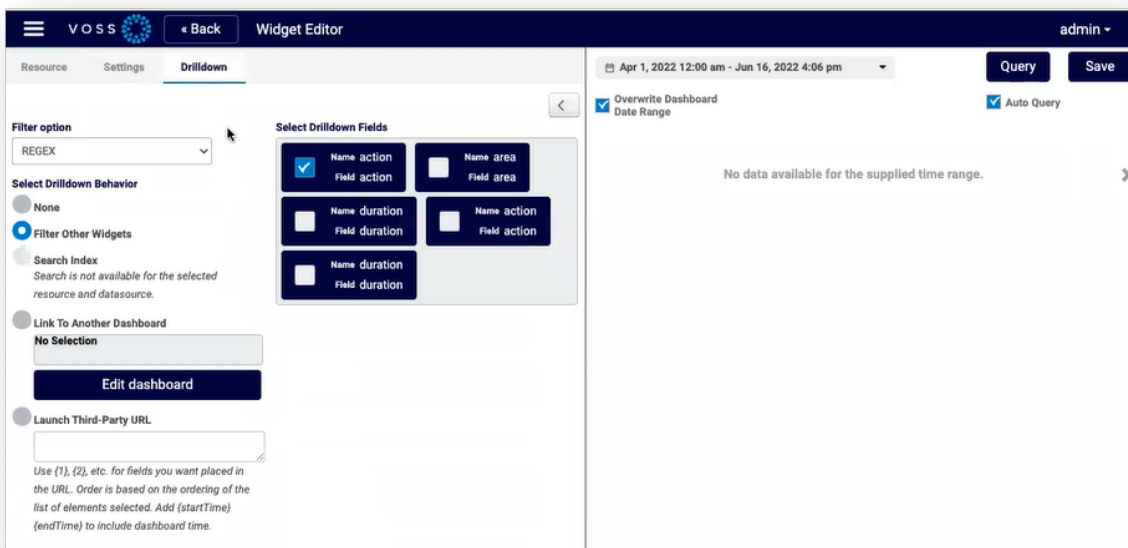 VOSS
« Back
Widget Editor
admin
Resource
Settings
Drilldown
Apr 1, 2022 12:00 am - Jun 16, 2022 4:06 pm
Query
Save
Overwrite Dashboard
Date Range
Auto Query
Filter option
REGEX
Select Drilldown Behavior
None
Filter Other Widgets
Search Index
Search is not available for the selected
resource and datasource.
Link To Another Dashboard
No Selection
Edit dashboard
Launch Third-Party URL
Use {1}, {2}, etc. for fields you want placed in
the URL. Order is based on the ordering of the
list of elements selected. Add {startTime}
{endTime} to include dashboard time.
Select Drilldown Fields
Name action
Field action
Name area
Field area
Name duration
Field duration
Name action
Field action
Name duration
Field duration
No data available for the supplied time range.